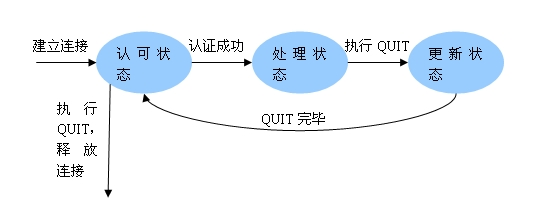 建立连接
认可状
态
认证成功
处理状
态
执行 QUIT
更新状
态
执行
QUIT，
释放
连接
QUIT 完毕